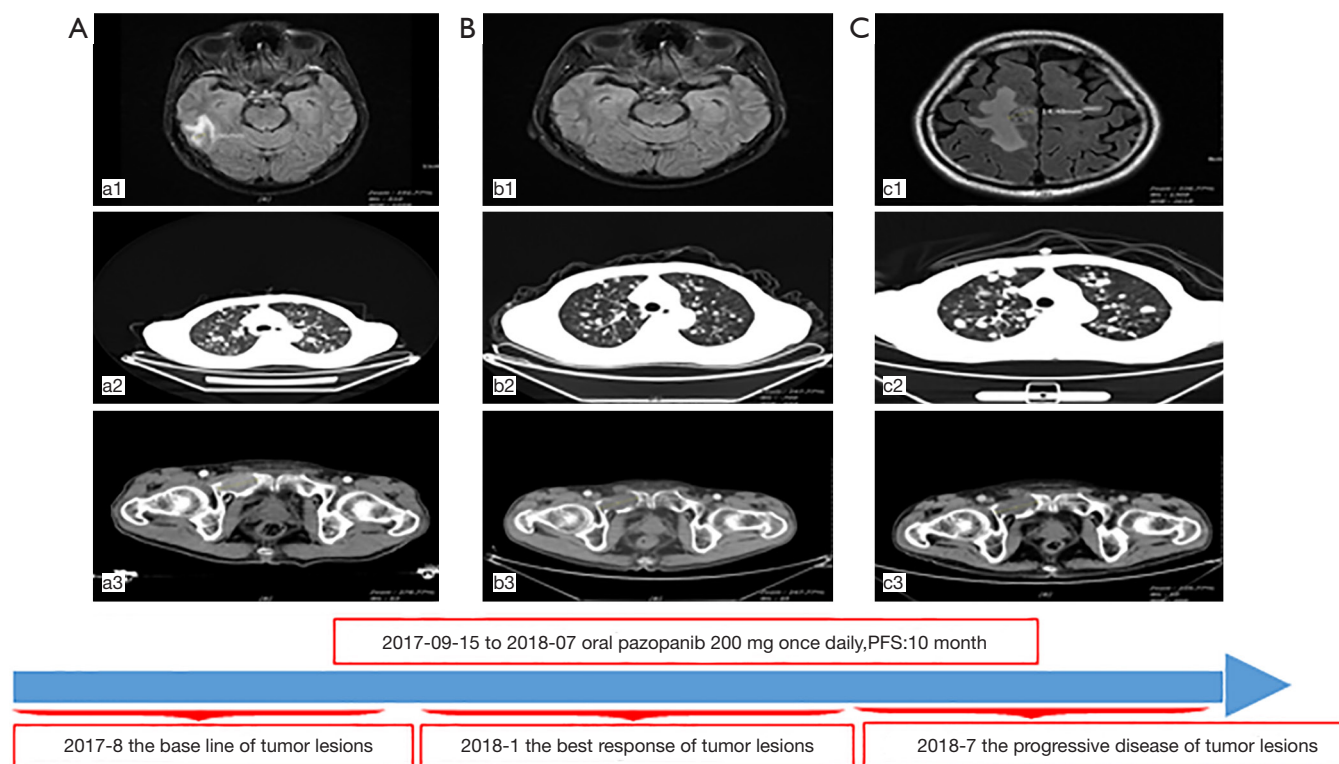 A
B
C
a1
b1
c1
a2
b2
c2
a3
b3
c3
2017-09-15 to 2018-07 oral pazopanib 200 mg once daily,PFS:10 month
2017-8 the base line of tumor lesions
2018-1 the best response of tumor lesions
2018-7 the progressive disease of tumor lesions